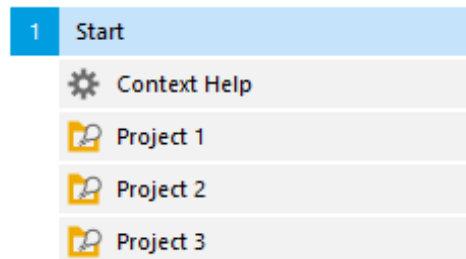 1 Start
Context Help
Project 1
Project 2
Project 3